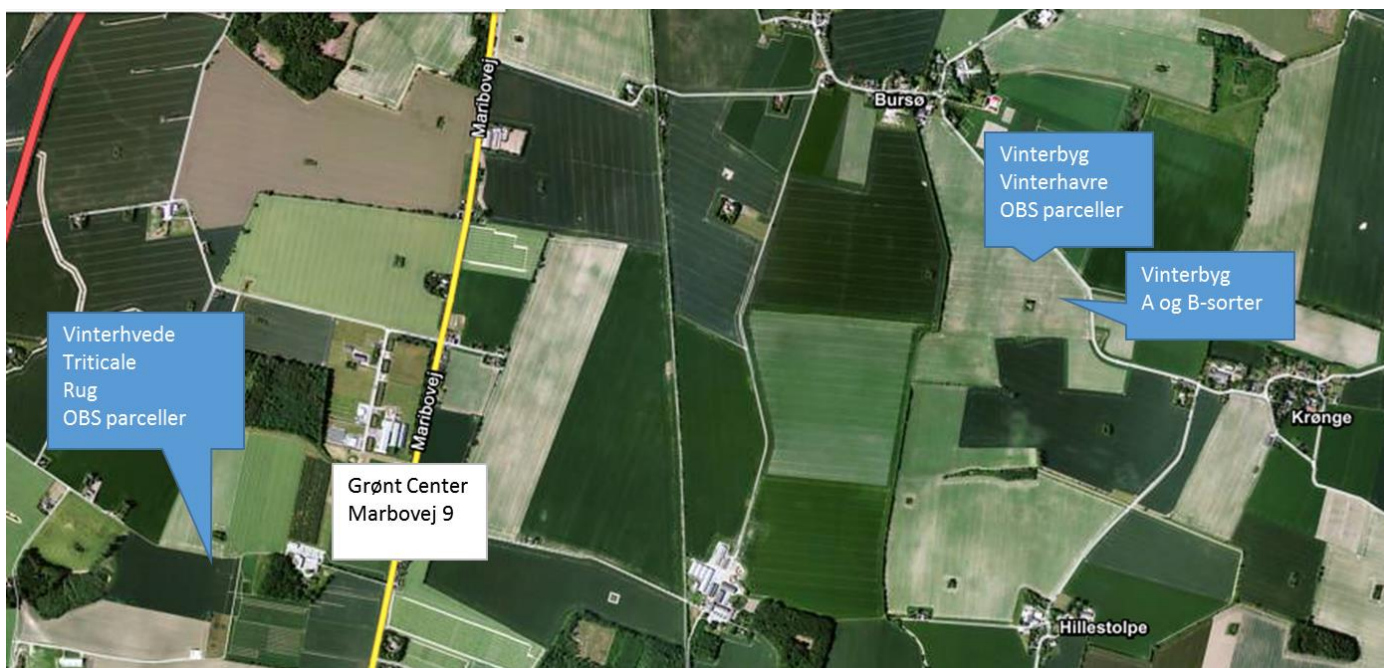 Maribovej
Bursø
Vinterbyg
Vinterhavre
OBS parceller
Vinterbyg
A og B-sorter
Vinterhvede
Triticale
Rug
OBS parceller
Maribovej
Krønge
Grønt Center
Marbovej 9
Hillestolpe